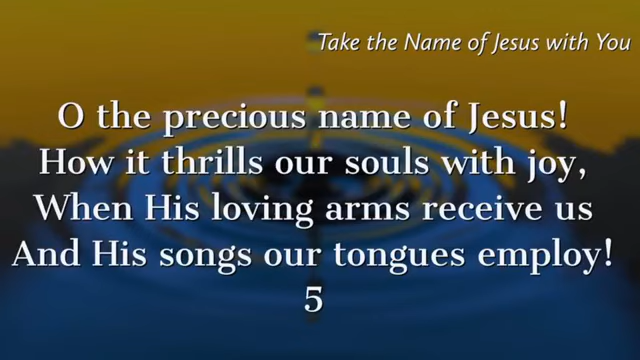 Take the Name of Jesus with You
O the precious name of Jesus!
How it thrills our souls with joy,
When His loving arms receive us
And His songs our tongues employ!
5